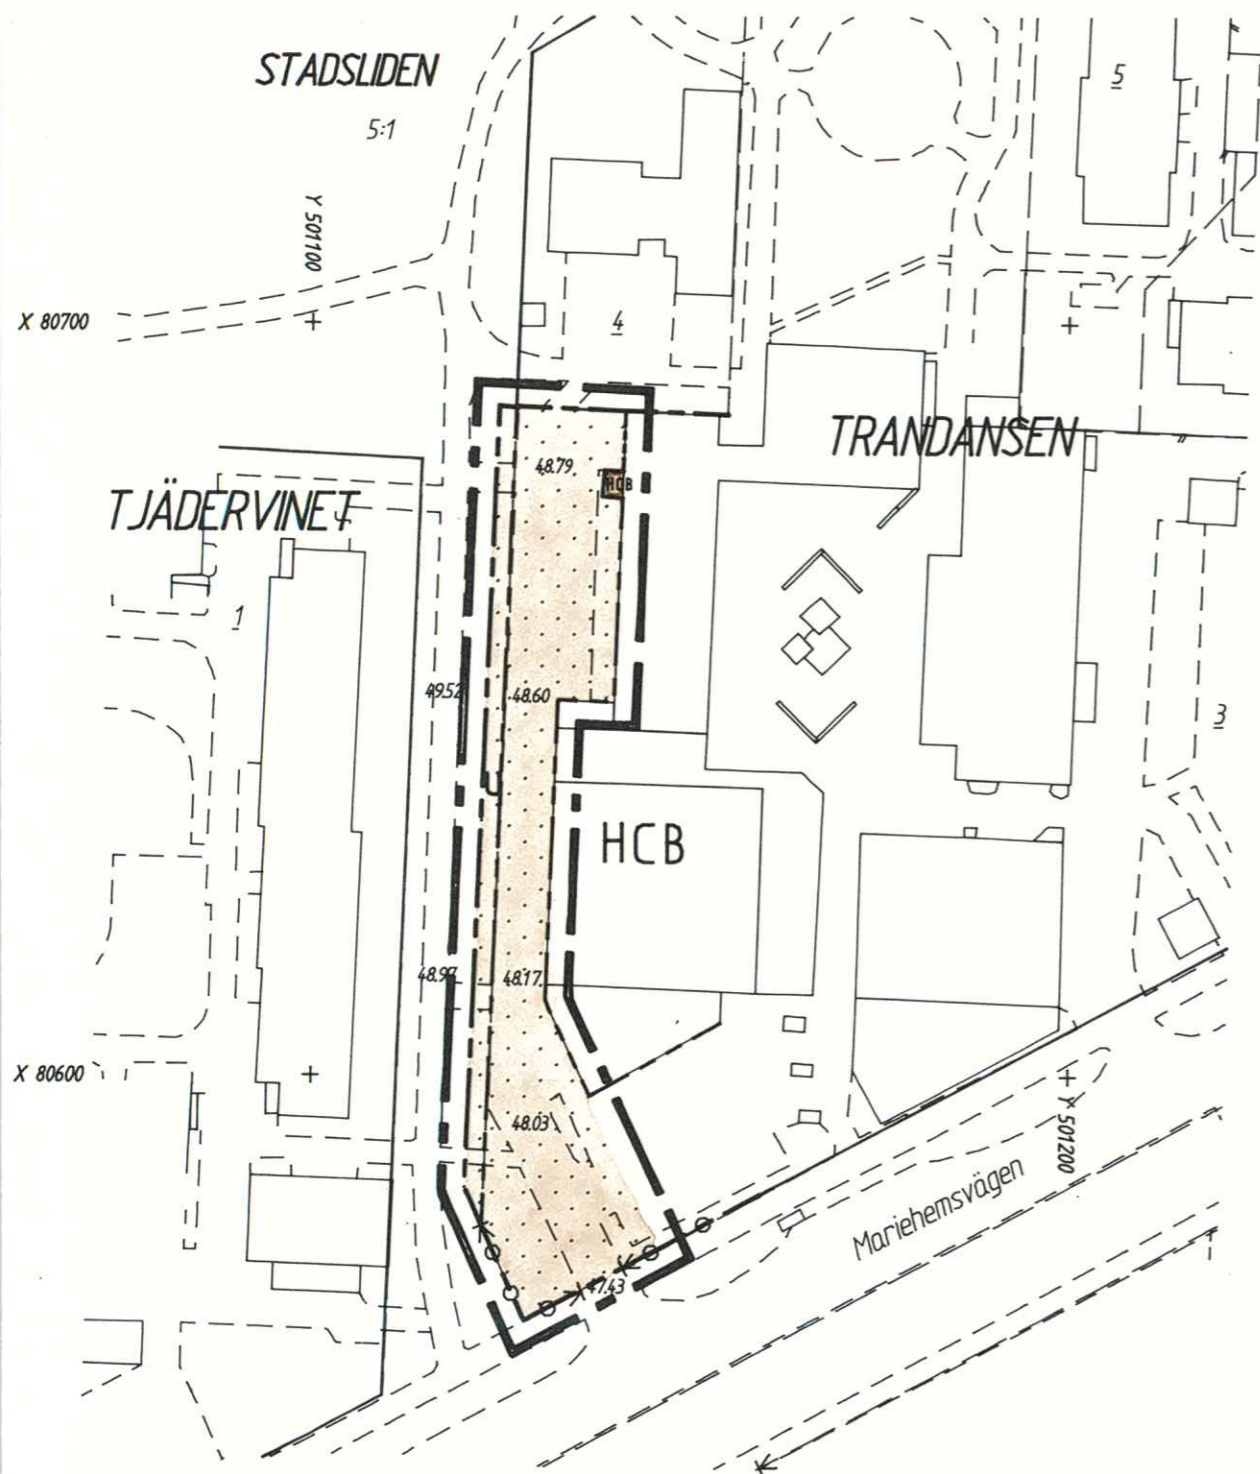 STADSLIDEN
5:1
5
Y 501100
X 80700
4
TRANDANSEN
48.79
HCB
TJÄDERVINET
1
49.52
48.60
3
HCB
48.97
48.17
X 80600
48.03
Y 501200
Mariehemsvägen
47.43